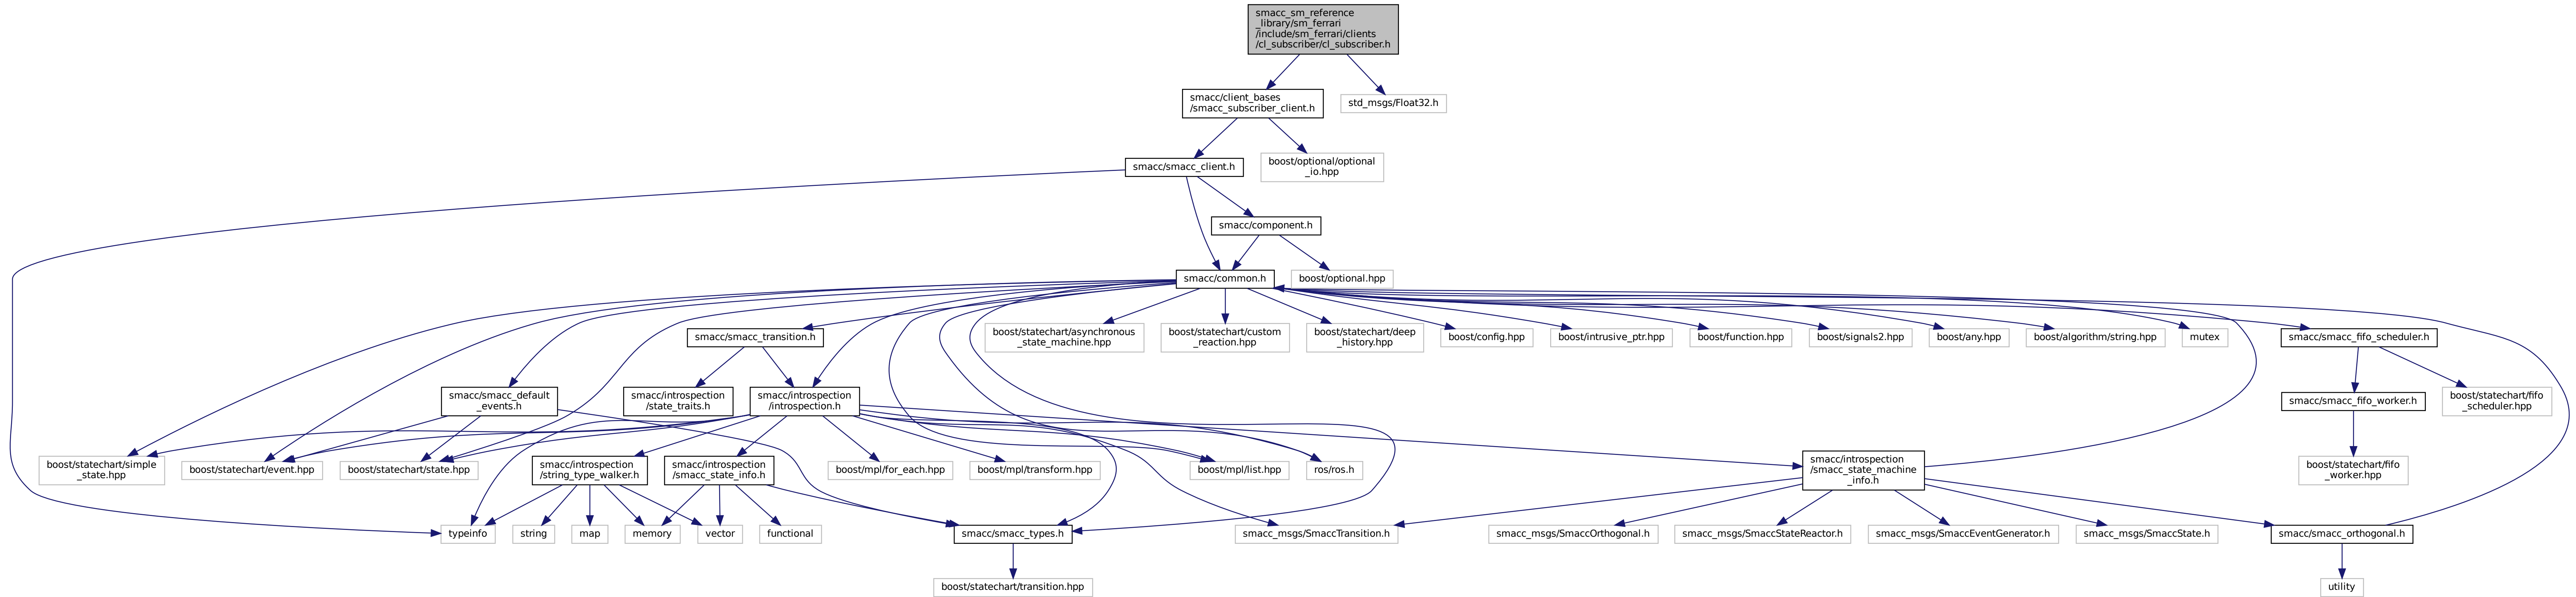 smacc_sm_reference
_library/sm_ferrari
/include/sm_ferrari/clients
/cl_subscriber/cl_subscriber.h
smacc/client_bases
/smacc_subscriber_client.h
std_msgs/Float32.h
smacc/smacc_client.h
boost/optional/optional
_io.hpp
smacc/component.h
smacc/common.h
boost/optional.hpp
smacc/smacc_transition.h
boost/statechart/asynchronous
_state_machine.hpp
boost/statechart/custom
_reaction.hpp
boost/statechart/deep
_history.hpp
boost/config.hpp
boost/intrusive_ptr.hpp
boost/function.hpp
boost/signals2.hpp
boost/any.hpp
boost/algorithm/string.hpp
mutex
smacc/smacc_fifo_scheduler.h
smacc/smacc_default
_events.h
smacc/introspection
/state_traits.h
smacc/introspection
/introspection.h
smacc/smacc_fifo_worker.h
boost/statechart/fifo
_scheduler.hpp
boost/statechart/simple
_state.hpp
boost/statechart/event.hpp
boost/statechart/state.hpp
smacc/introspection
/string_type_walker.h
smacc/introspection
/smacc_state_info.h
boost/mpl/for_each.hpp
boost/mpl/transform.hpp
boost/mpl/list.hpp
ros/ros.h
smacc/introspection
/smacc_state_machine
_info.h
boost/statechart/fifo
_worker.hpp
typeinfo
string
map
memory
vector
functional
smacc/smacc_types.h
smacc_msgs/SmaccTransition.h
smacc_msgs/SmaccOrthogonal.h
smacc_msgs/SmaccStateReactor.h
smacc_msgs/SmaccEventGenerator.h
smacc_msgs/SmaccState.h
smacc/smacc_orthogonal.h
boost/statechart/transition.hpp
utility